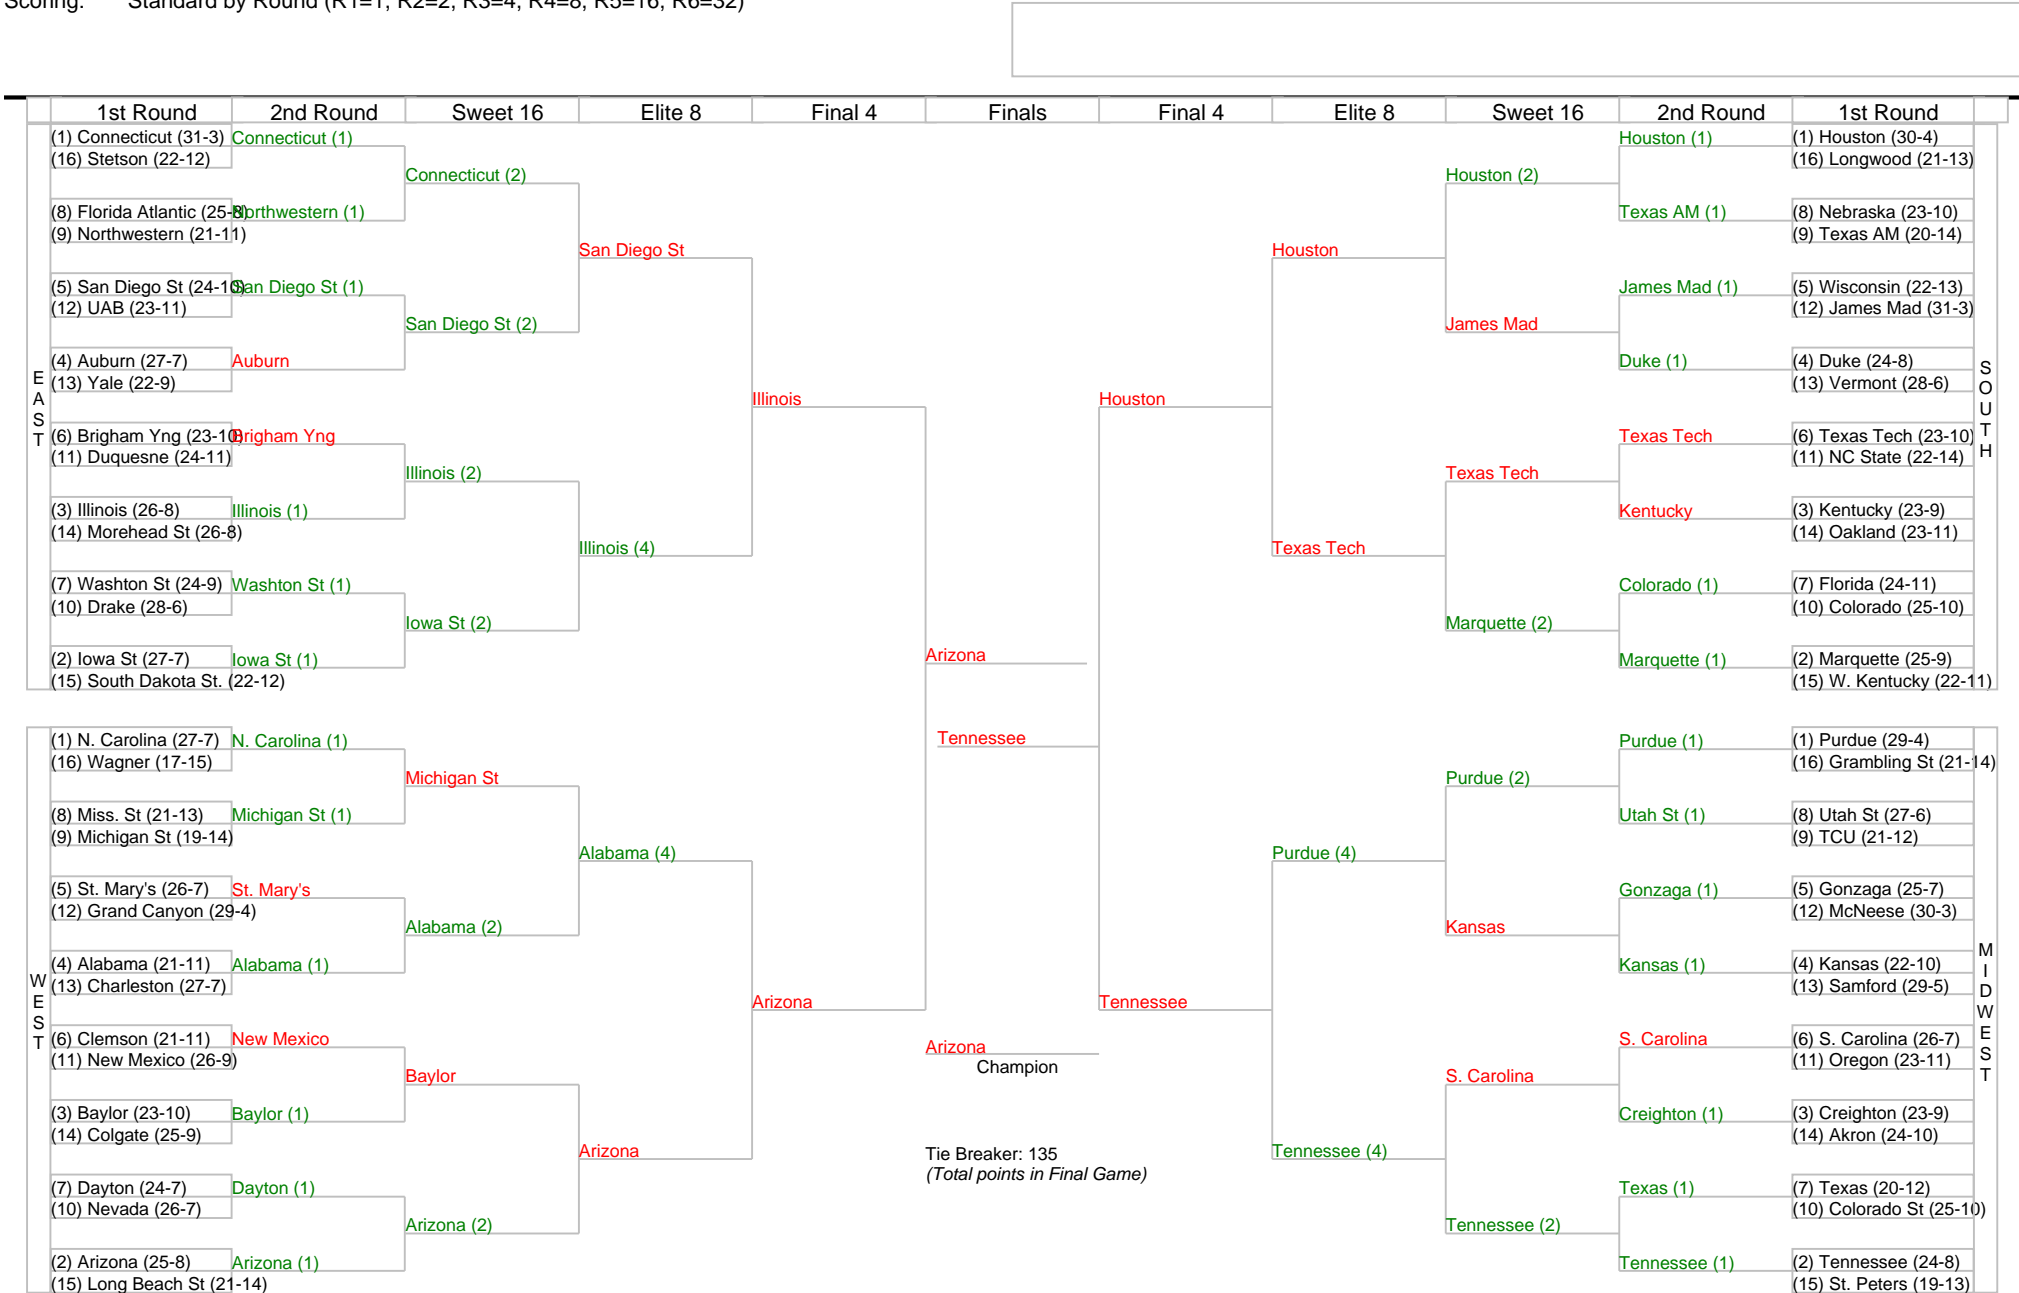 Scoring: Standard by Round (R1=1, R2=2, R3=4, R4=8, R5=16, R6=32)
1st Round 2nd Round Sweet 16 Elite 8 Final 4 Finals Final 4 Elite 8 Sweet 16 2nd Round 1st Round
EAST
(1) Connecticut (31-3)
(16) Stetson (22-12)
(8) Florida Atlantic (25-8)
(9) Northwestern (21-11)
(5) San Diego St (24-10)
(12) UAB (23-11)
(4) Auburn (27-7)
(13) Yale (22-9)
(6) Brigham Yng (23-10)
(11) Duquesne (24-11)
(3) Illinois (26-8)
(14) Morehead St (26-8)
(7) Washton St (24-9)
(10) Drake (28-6)
(2) Iowa St (27-7)
(15) South Dakota St. (22-12)
Connecticut (1)
Northwestern (1)
San Diego St (1)
Auburn
Brigham Yng
Illinois (1)
Washton St (1)
Iowa St (1)
Connecticut (2)
San Diego St (2)
Illinois (2)
Iowa St (2)
San Diego St
Illinois (4)
Illinois
WEST
(1) N. Carolina (27-7)
(16) Wagner (17-15)
(8) Miss. St (21-13)
(9) Michigan St (19-14)
(5) St. Mary's (26-7)
(12) Grand Canyon (29-4)
(4) Alabama (21-11)
(13) Charleston (27-7)
(6) Clemson (21-11)
(11) New Mexico (26-9)
(3) Baylor (23-10)
(14) Colgate (25-9)
(7) Dayton (24-7)
(10) Nevada (26-7)
(2) Arizona (25-8)
(15) Long Beach St (21-14)
N. Carolina (1)
Michigan St (1)
St. Mary's
Alabama (1)
New Mexico
Baylor (1)
Dayton (1)
Arizona (1)
Michigan St
Alabama (2)
Baylor
Arizona (2)
Alabama (4)
Arizona
Arizona
Arizona
Tennessee
Arizona
Champion
Tie Breaker: 135
(Total points in Final Game)
Houston
Tennessee
Houston
Texas Tech
Houston (2)
James Mad
Texas Tech
Marquette (2)
Houston (1)
Texas AM (1)
James Mad (1)
Duke (1)
Texas Tech
Kentucky
Colorado (1)
Marquette (1)
(1) Houston (30-4)
(16) Longwood (21-13)
(8) Nebraska (23-10)
(9) Texas AM (20-14)
(5) Wisconsin (22-13)
(12) James Mad (31-3)
(4) Duke (24-8)
(13) Vermont (28-6)
(6) Texas Tech (23-10)
(11) NC State (22-14)
(3) Kentucky (23-9)
(14) Oakland (23-11)
(7) Florida (24-11)
(10) Colorado (25-10)
(2) Marquette (25-9)
(15) W. Kentucky (22-11)
SOUTH
Purdue (4)
Tennessee (4)
Purdue (2)
Kansas
S. Carolina
Tennessee (2)
Purdue (1)
Utah St (1)
Gonzaga (1)
Kansas (1)
S. Carolina
Creighton (1)
Texas (1)
Tennessee (1)
(1) Purdue (29-4)
(16) Grambling St (21-14)
(8) Utah St (27-6)
(9) TCU (21-12)
(5) Gonzaga (25-7)
(12) McNeese (30-3)
(4) Kansas (22-10)
(13) Samford (29-5)
(6) S. Carolina (26-7)
(11) Oregon (23-11)
(3) Creighton (23-9)
(14) Akron (24-10)
(7) Texas (20-12)
(10) Colorado St (25-10)
(2) Tennessee (24-8)
(15) St. Peters (19-13)
MIDWEST